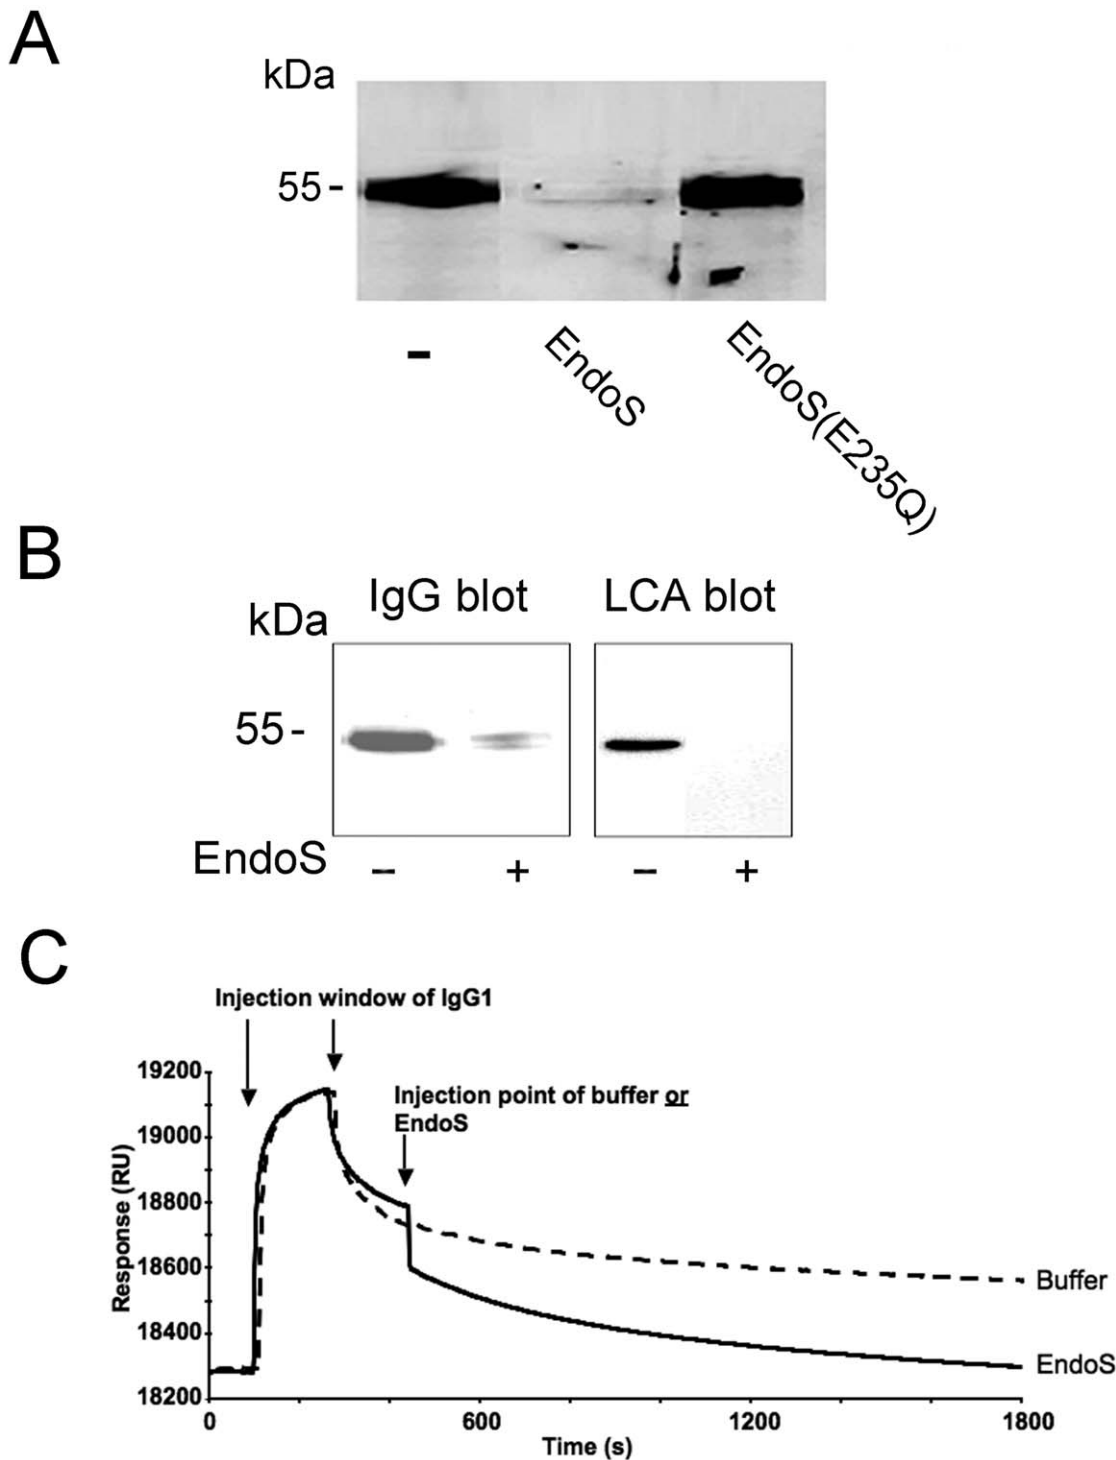 A
kDa
55-
-
EndoS
EndoS(E235Q)
B
IgG blot
LCA blot
kDa
55-
EndoS
–
+
–
+
C
Injection window of IgG1
Injection point of buffer or
EndoS
19200
19000
18800
18600
18400
18200
Response (RU)
Buffer
EndoS
0
600
1200
1800
Time (s)